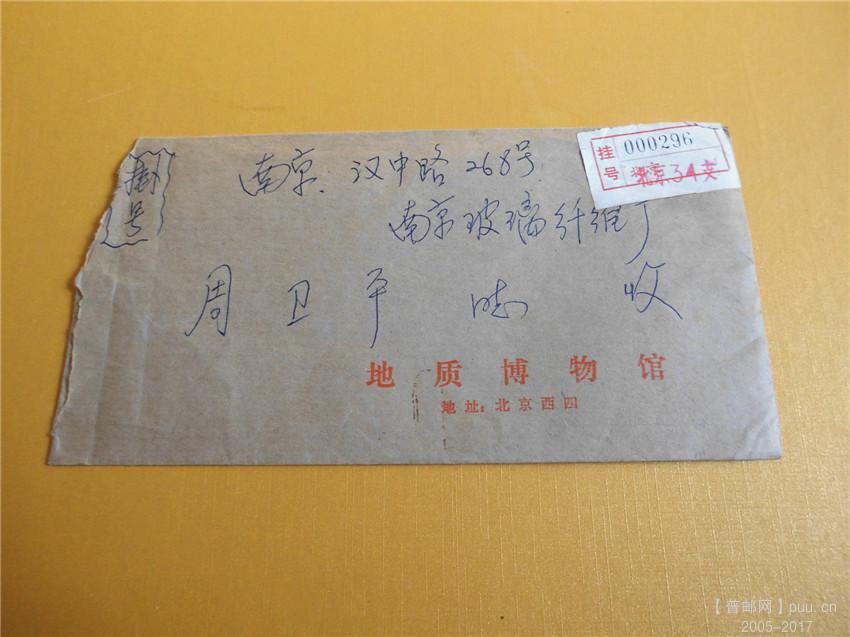 挂号
000296
挂号 北京34支
南京 汉中路268号
南京玻璃纤维厂
周卫平 收
地质博物馆
地址:北京西四
【普邮网】puu.cn
2005-2017